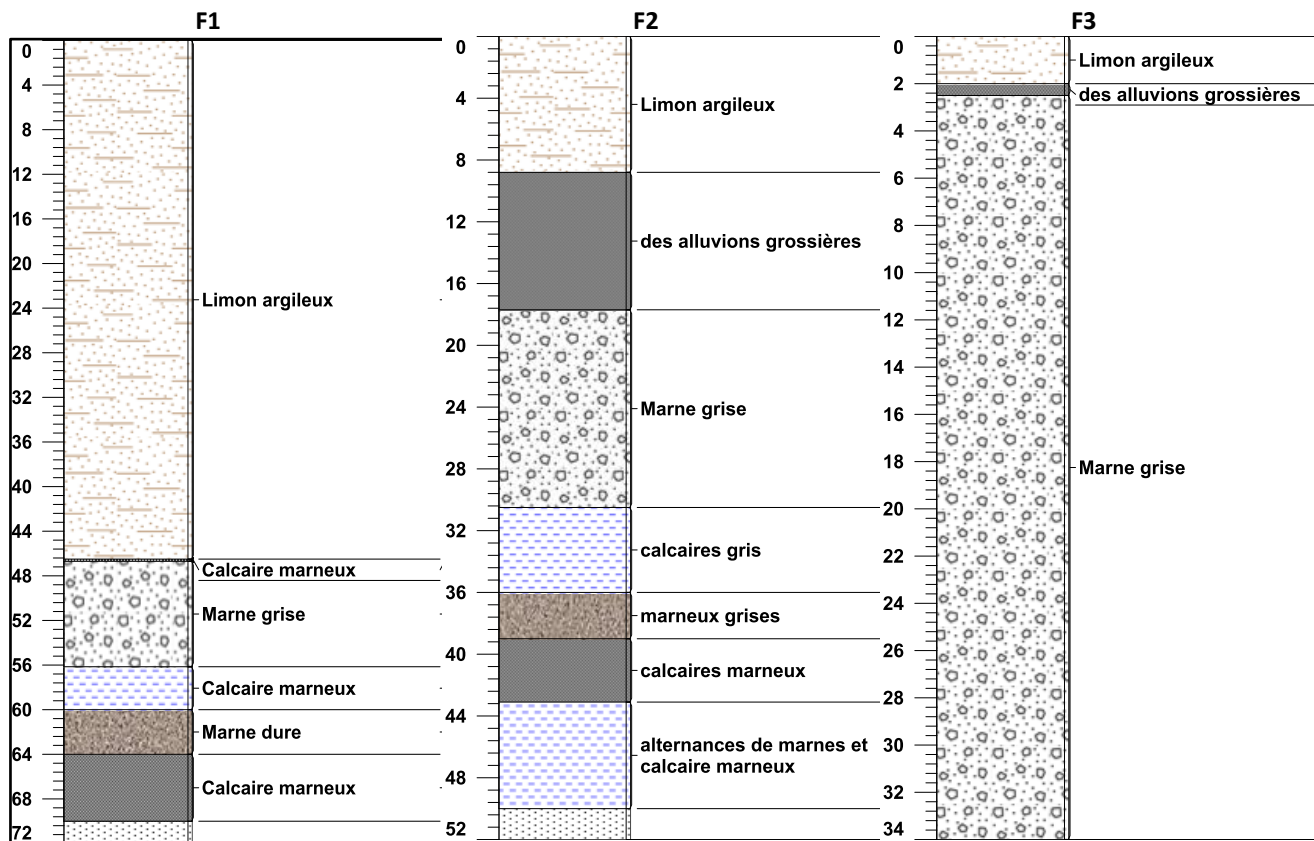 F1
0
4
8
12
16
20
24
28
32
36
40
44
48
52
56
60
64
68
72
Limon argileux
Calcaire marneux
Marne grise
Calcaire marneux
Marne dure
Calcaire marneux
F2
0
4
8
12
16
20
24
28
32
36
40
44
48
52
Limon argileux
des alluvions grossières
Marne grise
calcaires gris
marneux grises
calcaires marneux
alternances de marnes et
calcaire marneux
F3
0
2
4
6
8
10
12
14
16
18
20
22
24
26
28
30
32
34
Limon argileux
des alluvions grossières
Marne grise